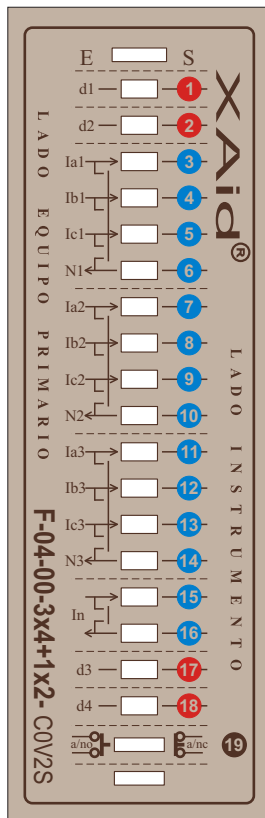 E S
d1 1
d2 2
Ia1 3
Ib1 4
Ic1 5
N1 6
Ia2 7
Ib2 8
Ic2 9
N2 10
Ia3 11
Ib3 12
Ic3 13
N3 14
In 15
16
d3 17
d4 18
a/no a/nc 19
LADO EQUIPO PRIMARIO
F-04-00-3x4+1x2- C0V2S
XAid®
LADO INSTRUMENTO